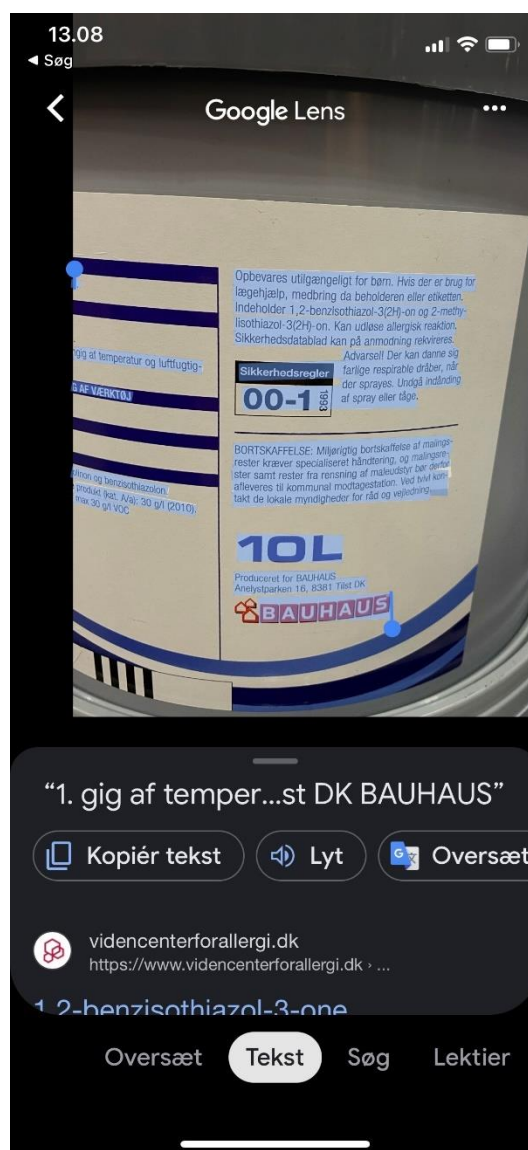 13.08
◀ Søg
Google Lens
Opbevares utilgængeligt for børn. Hvis der er brug for
lægehjælp, medbring da beholderen eller etiketten.
Indeholder 1,2-benzisothiazol-3(2H)-on og 2-methy-
lisothiazol-3(2H)-on. Kan udløse allergisk reaktion.
Sikkerhedsdatablad kan på anmodning rekvireres.
Sikkerhedsregler
00-1
1993
Advarsel! Der kan danne sig
farlige respirable dråber, når
der sprayes. Undgå indånding
af spray eller tåge.
gig af temperatur og luftfugtig-
AF VÆRKTØJ
BORTSKAFFELSE: Miljørigtig bortskaffelse af malings-
rester kræver specialiseret håndtering, og malingsre-
ster samt rester fra rensning af maleudstyr bør derfor
afleveres til kommunal modtagestation. Ved tvivl kon-
takt de lokale myndigheder for råd og vejledning.
og benzisothiazolon.
produkt (kat. A/a): 30 g/l (2010).
max 30 g/l VOC
10L
Produceret for BAUHAUS
Anelystparken 16, 8381 Tilst DK
BAUHAUS
“1. gig af temper...st DK BAUHAUS”
Kopiér tekst
Lyt
Oversæt
videncenterforallergi.dk
https://www.videncenterforallergi.dk › ...
1,2-benzisothiazol-3-one
Oversæt
Tekst
Søg
Lektier